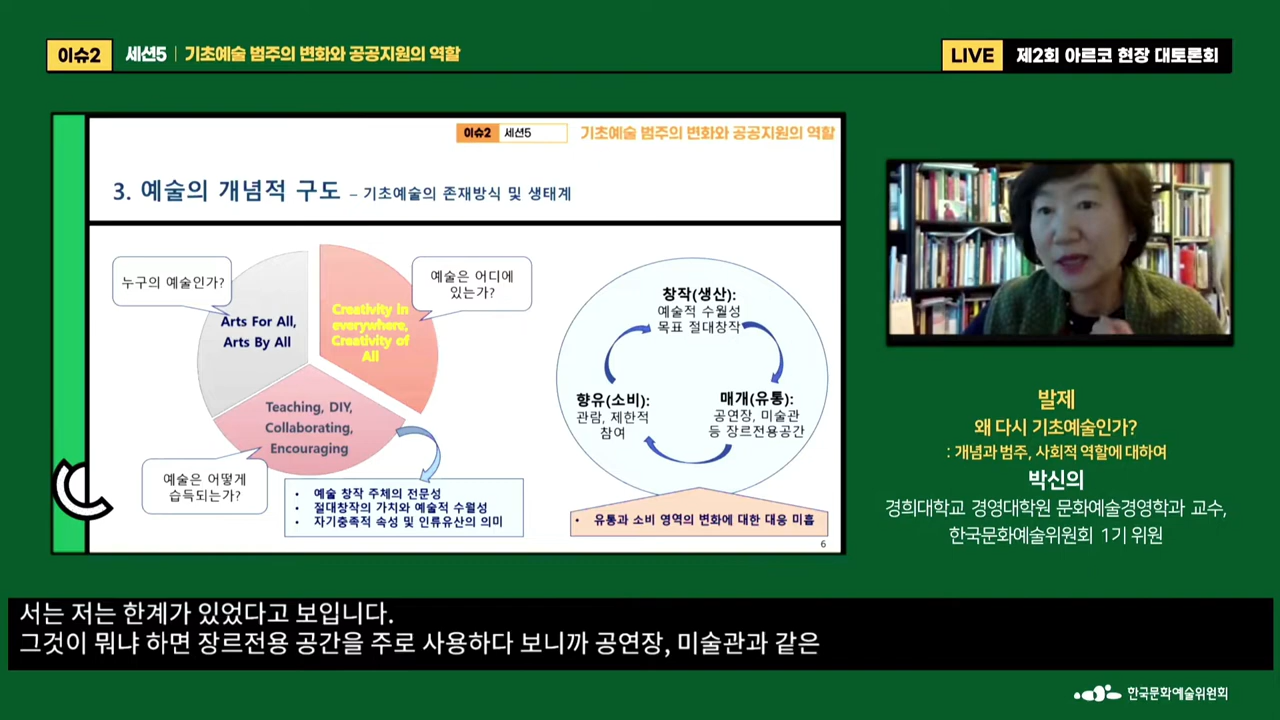 이슈2
세션5
기초예술 범주의 변화와 공공지원의 역할
LIVE
제2회 아르코 현장 대토론회
이슈2
세션5
기초예술 범주의 변화와 공공지원의 역할
3. 예술의 개념적 구도 – 기초예술의 존재방식 및 생태계
누구의 예술인가?
Arts For All,
Arts By All
예술은 어디에
있는가?
Creativity in
everywhere,
Creativity of
All
Teaching, DIY,
Collaborating,
Encouraging
예술은 어떻게
습득되는가?
• 예술 창작 주체의 전문성
• 절대창작의 가치와 예술적 수월성
• 자기충족적 속성 및 인류유산의 의미
창작(생산):
예술적 수월성
목표 절대창작
향유(소비):
관람, 제한적
참여
매개(유통):
공연장, 미술관
등 장르전용공간
• 유통과 소비 영역의 변화에 대한 대응 미흡
6
발제
왜 다시 기초예술인가?
: 개념과 범주, 사회적 역할에 대하여
박신의
경희대학교 경영대학원 문화예술경영학과 교수,
한국문화예술위원회 1기 위원
서는 저는 한계가 있었다고 보입니다.
그것이 뭐냐 하면 장르전용 공간을 주로 사용하다 보니까 공연장, 미술관과 같은
한국문화예술위원회